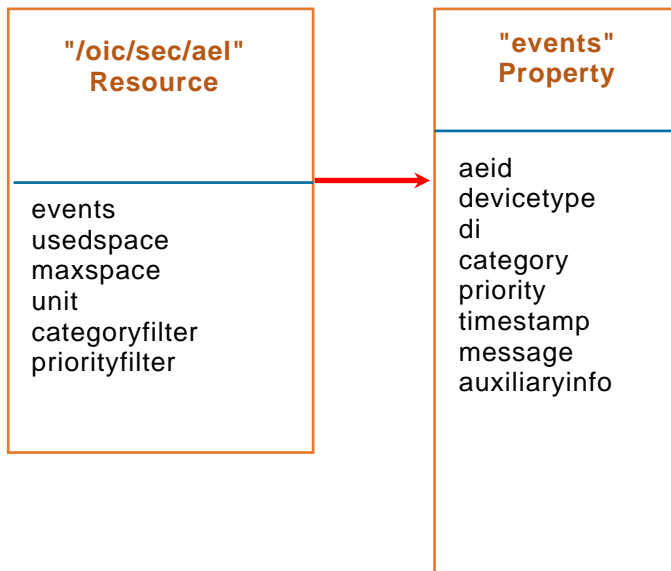 "/oic/sec/ael"
Resource
events
usedspace
maxspace
unit
categoryfilter
priorityfilter
"events"
Property
aeid
devicetype
di
category
priority
timestamp
message
auxiliaryinfo